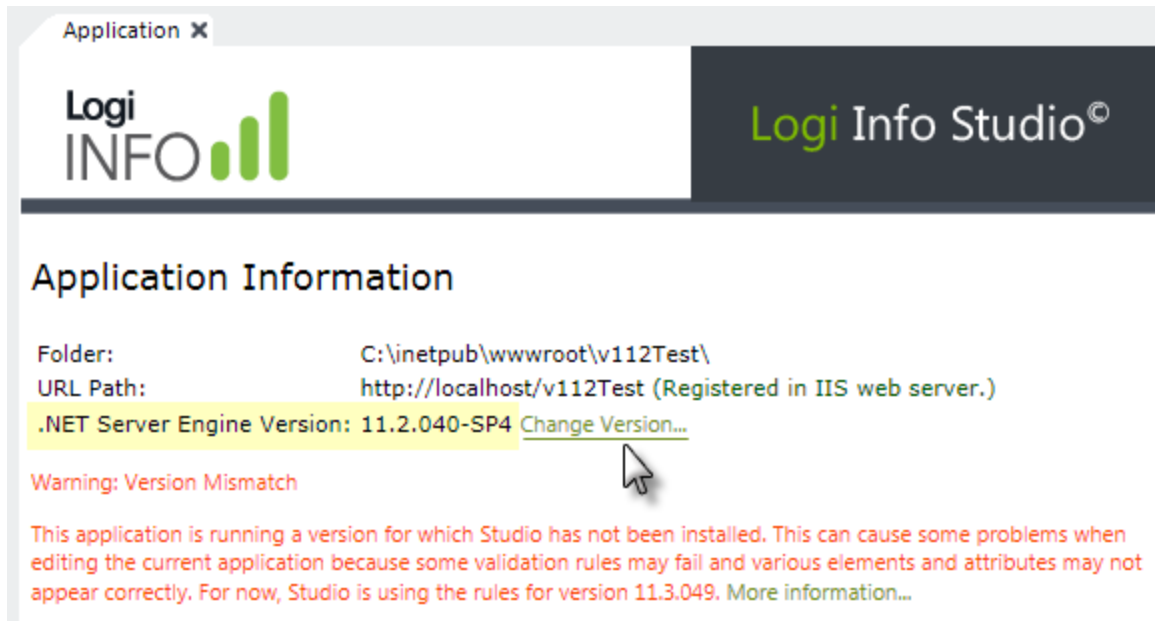 Application ✕
Logi
INFO
Logi Info Studio©
Application Information
Folder: C:\inetpub\wwwroot\v112Test\
URL Path: http://localhost/v112Test (Registered in IIS web server.)
.NET Server Engine Version: 11.2.040-SP4 Change Version...
Warning: Version Mismatch
This application is running a version for which Studio has not been installed. This can cause some problems when
editing the current application because some validation rules may fail and various elements and attributes may not
appear correctly. For now, Studio is using the rules for version 11.3.049. More information...